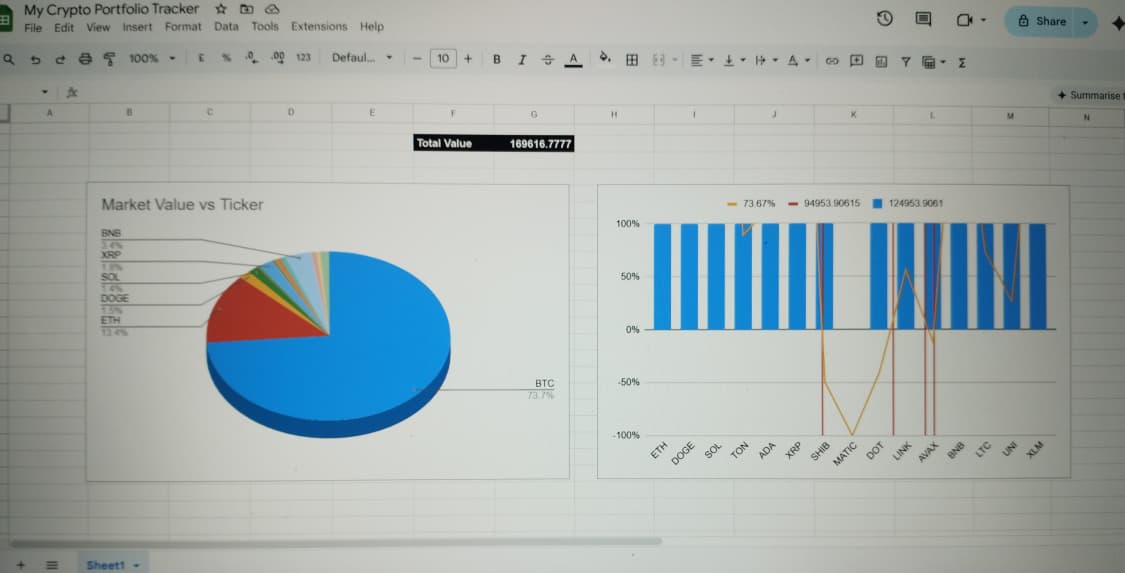 My Crypto Portfolio Tracker
File Edit View Insert Format Data Tools Extensions Help
Share
100% £ % .0 .00 123 Defaul... − 10 + B I A Σ
fx
Summarise
A B C D E F G H I J K L M N
Total Value 169616.7777
Market Value vs Ticker
BNB
3.4%
XRP
1.8%
SOL
1.4%
DOGE
1.5%
ETH
13.4%
BTC
73.7%
73.67% 94953.90615 124953.9061
100%
50%
0%
-50%
-100%
ETH DOGE SOL TON ADA XRP SHIB MATIC DOT LINK AVAX BNB LTC UNI XLM
+ Sheet1